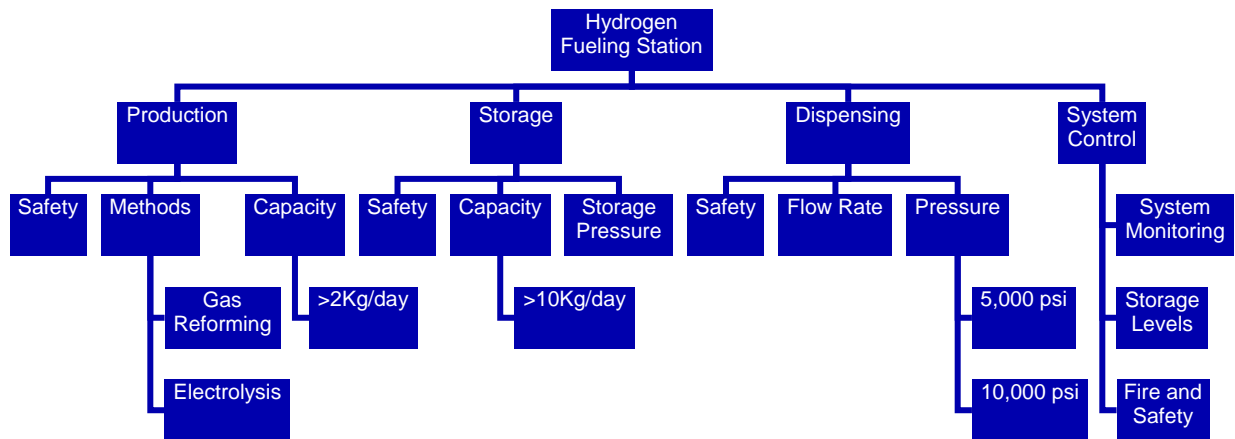 Hydrogen
Fueling Station
Production
Storage
Dispensing
System
Control
Safety
Methods
Capacity
Safety
Capacity
Storage
Pressure
Safety
Flow Rate
Pressure
System
Monitoring
Gas
Reforming
>2Kg/day
>10Kg/day
5,000 psi
Storage
Levels
Electrolysis
10,000 psi
Fire and
Safety